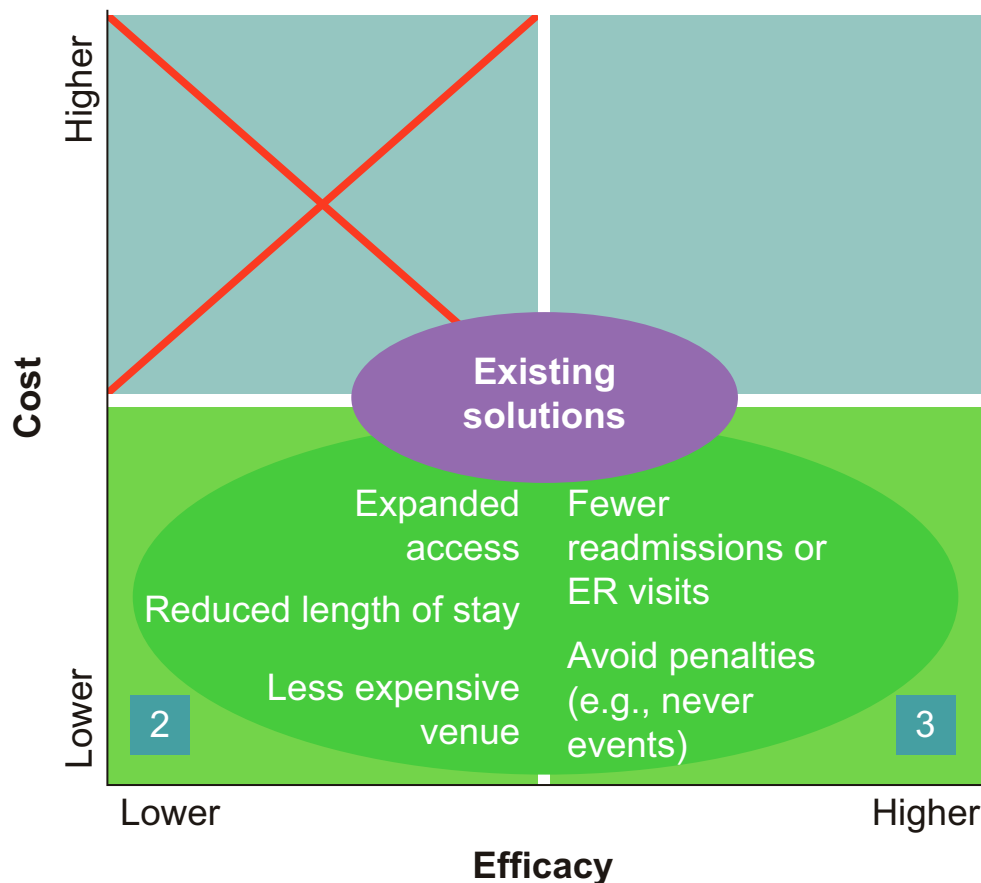 Higher
Cost
Lower
Existing
solutions
Expanded
access
Reduced length of stay
Less expensive
venue
Fewer
readmissions or
ER visits
Avoid penalties
(e.g., never
events)
2
3
Lower
Higher
Efficacy